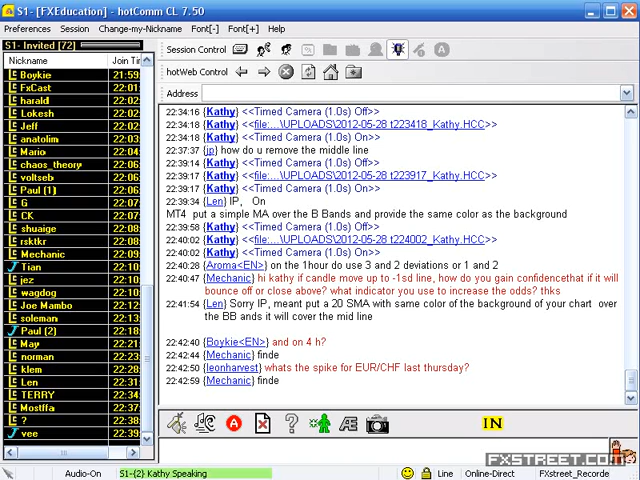 S1- [FXEducation] - hotComm CL 7.50
Preferences Session Change-my-Nickname Font[-] Font[+] Help
S1- Invited [72]
Session Control
Nickname Join Tir
hotWeb Control
Address
Boykie 21:59:
FxCast 22:01:
harald 22:02:
Lokesh 22:02:
Jeff 22:02:
anatolim 22:03:
Mario 22:04:
chaos_theory 22:05:
voltseb 22:06:
Paul (1) 22:06:
G 22:07:
CK 22:07:
shuaige 22:08:
rsktkr 22:09:
Mechanic 22:10:
Tian 22:10:
jez 22:10:
wagdog 22:10:
Joe Mambo 22:12:
soleman 22:13:
Paul (2) 22:18:
May 22:21:
norman 22:23:
klem 22:28:
Len 22:31:
TERRY 22:31:
Mostffa 22:37:
? 22:38:
vee 22:39:
22:34:16 {Kathy} <<Timed Camera (1.0s) Off>>
22:34:18 {Kathy} <<file:...\UPLOADS\2012-05-28 t223418_Kathy.HCC>>
22:34:18 {Kathy} <<Timed Camera (1.0s) On>>
22:37:37 {jp} how do u remove the middle line
22:39:14 {Kathy} <<Timed Camera (1.0s) Off>>
22:39:17 {Kathy} <<file:...\UPLOADS\2012-05-28 t223917_Kathy.HCC>>
22:39:17 {Kathy} <<Timed Camera (1.0s) On>>
22:39:34 {Len} IP, On
MT4 put a simple MA over the B Bands and provide the same color as the background
22:39:58 {Kathy} <<Timed Camera (1.0s) Off>>
22:40:02 {Kathy} <<file:...\UPLOADS\2012-05-28 t224002_Kathy.HCC>>
22:40:02 {Kathy} <<Timed Camera (1.0s) On>>
22:40:28 {Aroma<EN} on the 1hour do use 3 and 2 deviations or 1 and 2
22:40:47 {Mechanic} hi kathy if candle move up to -1sd line, how do you gain confidencethat if it will
bounce off or close above? what indicator you use to increase the odds? thks
22:41:54 {Len} Sorry IP, meant put a 20 SMA with same color of the background of your chart over
the BB ands it will cover the mid line
22:42:40 {Boykie<EN} and on 4 h?
22:42:44 {Mechanic} finde
22:42:50 {leonharvest} whats the spike for EUR/CHF last thursday?
22:42:59 {Mechanic} finde
IN
FXSTREET.COM
Audio-On S1-{2} Kathy Speaking Line Online-Direct FXstreet_Recorde